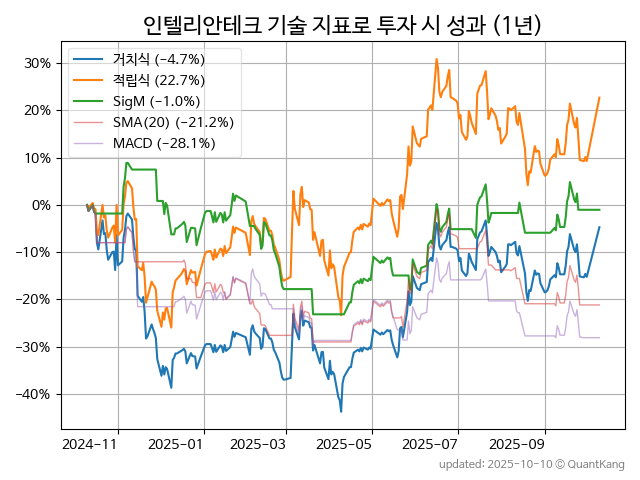 인텔리안테크 기술 지표로 투자 시 성과 (1년)
거치식 (−4.7%)
적립식 (22.7%)
SigM (−1.0%)
SMA(20) (−21.2%)
MACD (−28.1%)
30%
20%
10%
0%
−10%
−20%
−30%
−40%
2024−11
2025−01
2025−03
2025−05
2025−07
2025−09
updated: 2025-10-10 © QuantKang